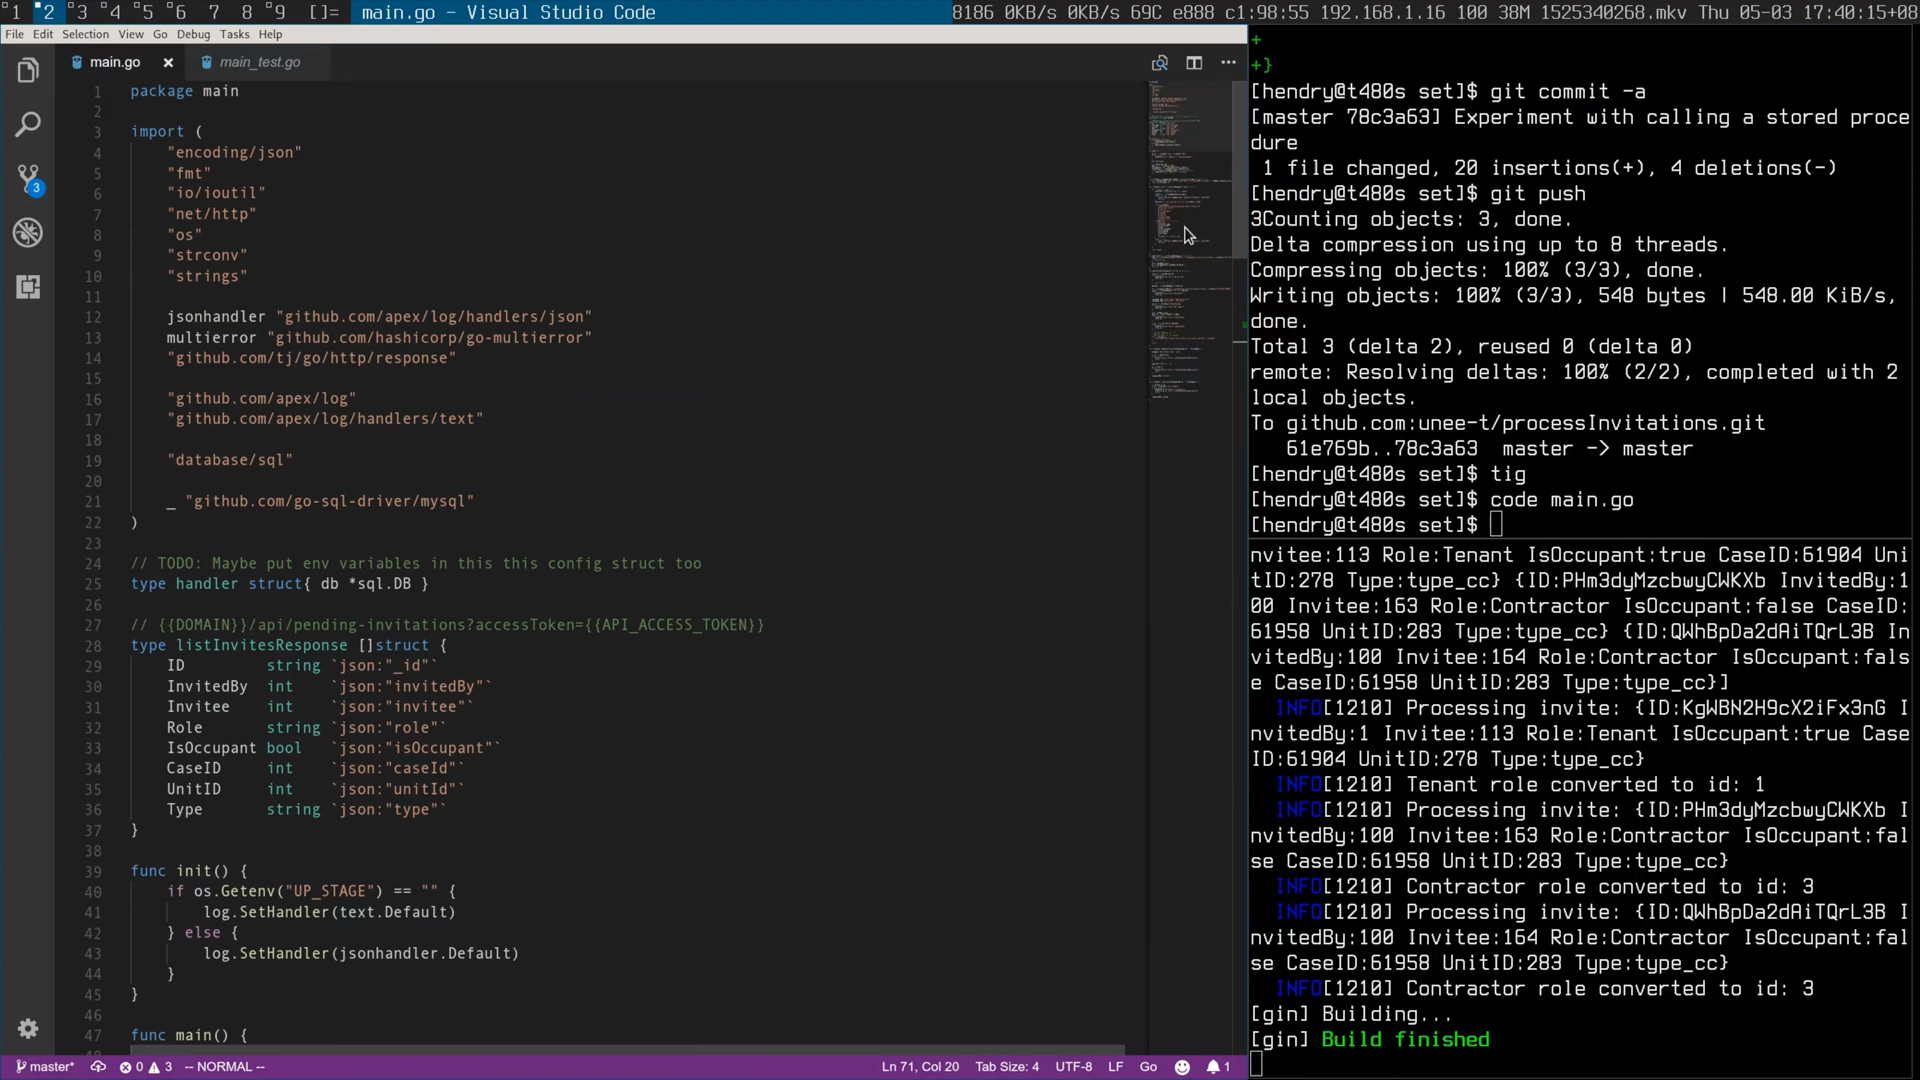 1 2 3 4 5 6 7 8 9 []= main.go - Visual Studio Code 8186 0KB/s 0KB/s 69C e888 c1:98:55 192.168.1.16 100 38M 1525340268.mkv Thu 05-03 17:40:15+08
File Edit Selection View Go Debug Tasks Help
main.go main_test.go
1 package main
2
3 import (
4 "encoding/json"
5 "fmt"
6 "io/ioutil"
7 "net/http"
8 "os"
9 "strconv"
10 "strings"
11
12 jsonhandler "github.com/apex/log/handlers/json"
13 multierror "github.com/hashicorp/go-multierror"
14 "github.com/tj/go/http/response"
15
16 "github.com/apex/log"
17 "github.com/apex/log/handlers/text"
18
19 "database/sql"
20
21 _ "github.com/go-sql-driver/mysql"
22 )
23
24 // TODO: Maybe put env variables in this this config struct too
25 type handler struct{ db *sql.DB }
26
27 // {{DOMAIN}}/api/pending-invitations?accessToken={{API_ACCESS_TOKEN}}
28 type listInvitesResponse []struct {
29 ID string `json:"_id"`
30 InvitedBy int `json:"invitedBy"`
31 Invitee int `json:"invitee"`
32 Role string `json:"role"`
33 IsOccupant bool `json:"isOccupant"`
34 CaseID int `json:"caseId"`
35 UnitID int `json:"unitId"`
36 Type string `json:"type"`
37 }
38
39 func init() {
40 if os.Getenv("UP_STAGE") == "" {
41 log.SetHandler(text.Default)
42 } else {
43 log.SetHandler(jsonhandler.Default)
44 }
45 }
46
47 func main() {
3
master* 0 3 -- NORMAL -- Ln 71, Col 20 Tab Size: 4 UTF-8 LF Go 1
+
+}
[hendry@t480s set]$ git commit -a
[master 78c3a63] Experiment with calling a stored proce
dure
1 file changed, 20 insertions(+), 4 deletions(-)
[hendry@t480s set]$ git push
3Counting objects: 3, done.
Delta compression using up to 8 threads.
Compressing objects: 100% (3/3), done.
Writing objects: 100% (3/3), 548 bytes | 548.00 KiB/s,
done.
Total 3 (delta 2), reused 0 (delta 0)
remote: Resolving deltas: 100% (2/2), completed with 2
local objects.
To github.com:unee-t/processInvitations.git
61e769b..78c3a63 master -> master
[hendry@t480s set]$ tig
[hendry@t480s set]$ code main.go
[hendry@t480s set]$
nvitee:113 Role:Tenant IsOccupant:true CaseID:61904 Uni
tID:278 Type:type_cc} {ID:PHm3dyMzcbwyCWKXb InvitedBy:1
00 Invitee:163 Role:Contractor IsOccupant:false CaseID:
61958 UnitID:283 Type:type_cc} {ID:QWhBpDa2dAiTQrL3B In
vitedBy:100 Invitee:164 Role:Contractor IsOccupant:fals
e CaseID:61958 UnitID:283 Type:type_cc}]
INFO[1210] Processing invite: {ID:KgWBN2H9cX2iFx3nG I
nvitedBy:1 Invitee:113 Role:Tenant IsOccupant:true Case
ID:61904 UnitID:278 Type:type_cc}
INFO[1210] Tenant role converted to id: 1
INFO[1210] Processing invite: {ID:PHm3dyMzcbwyCWKXb I
nvitedBy:100 Invitee:163 Role:Contractor IsOccupant:fal
se CaseID:61958 UnitID:283 Type:type_cc}
INFO[1210] Contractor role converted to id: 3
INFO[1210] Processing invite: {ID:QWhBpDa2dAiTQrL3B I
nvitedBy:100 Invitee:164 Role:Contractor IsOccupant:fal
se CaseID:61958 UnitID:283 Type:type_cc}
INFO[1210] Contractor role converted to id: 3
[gin] Building...
[gin] Build finished